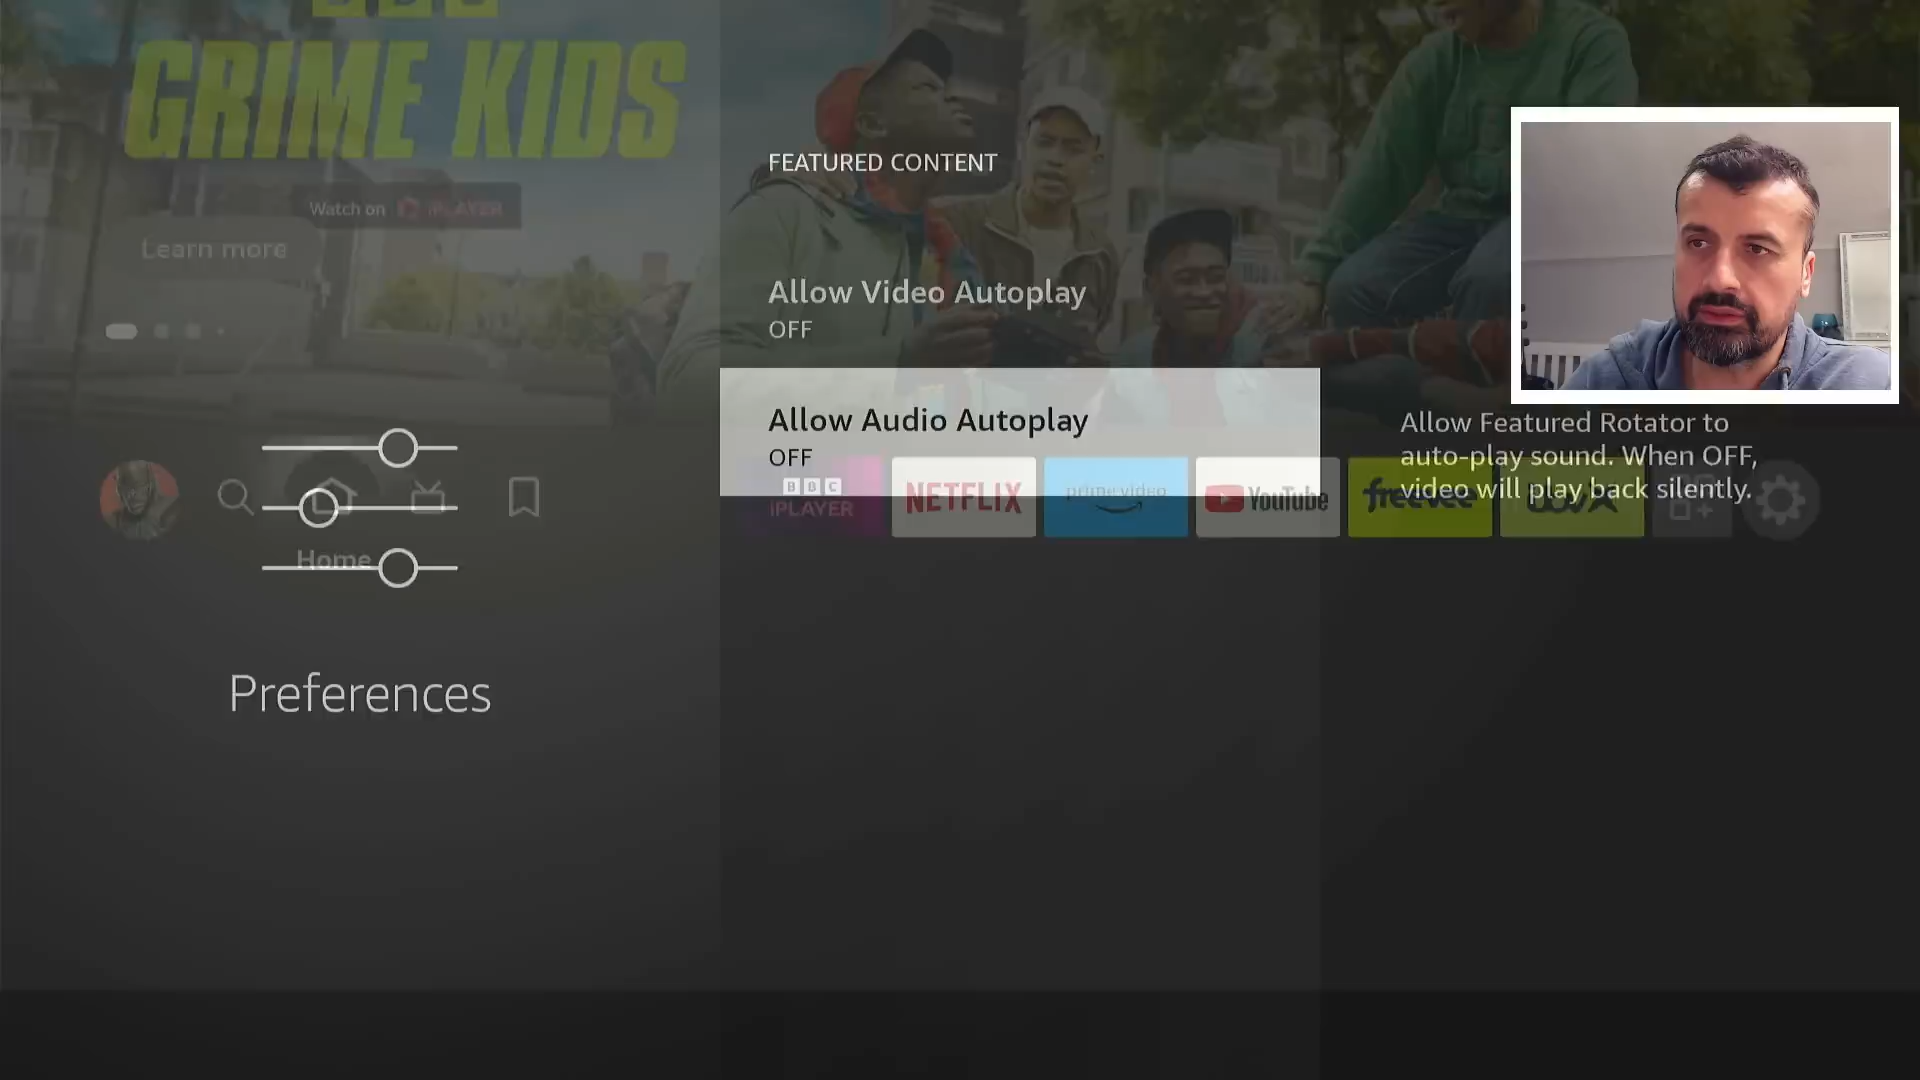 GRIME KIDS
Watch on iPLAYER
Learn more
FEATURED CONTENT
Allow Video Autoplay
OFF
Allow Audio Autoplay
OFF
Allow Featured Rotator to
auto-play sound. When OFF,
video will play back silently.
Home
BBC
iPLAYER
NETFLIX
prime video
YouTube
freevee
Preferences